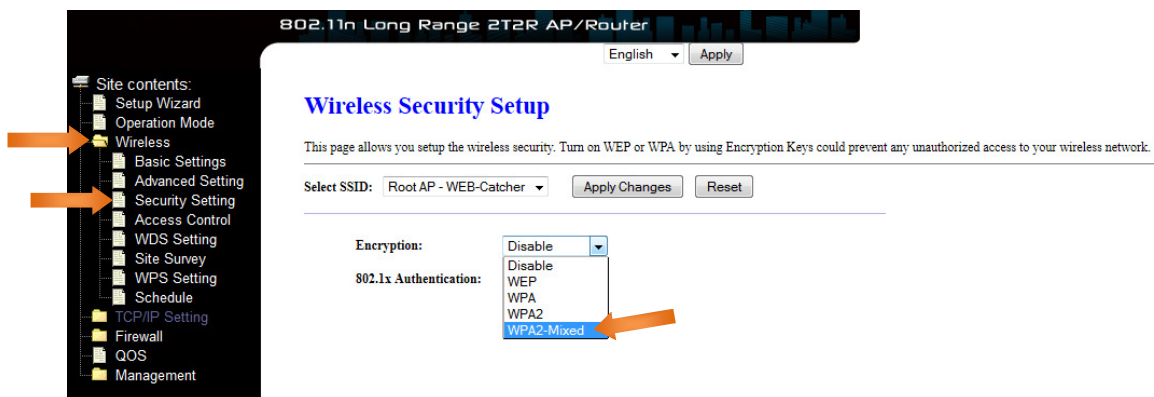 802.11n Long Range 2T2R AP/Router
English Apply
Site contents:
Setup Wizard
Operation Mode
Wireless
Basic Settings
Advanced Setting
Security Setting
Access Control
WDS Setting
Site Survey
WPS Setting
Schedule
TCP/IP Setting
Firewall
QOS
Management
Wireless Security Setup
This page allows you setup the wireless security. Turn on WEP or WPA by using Encryption Keys could prevent any unauthorized access to your wireless network.
Select SSID: Root AP - WEB-Catcher Apply Changes Reset
Encryption: Disable
Disable
802.1x Authentication: WEP
WPA
WPA2
WPA2-Mixed